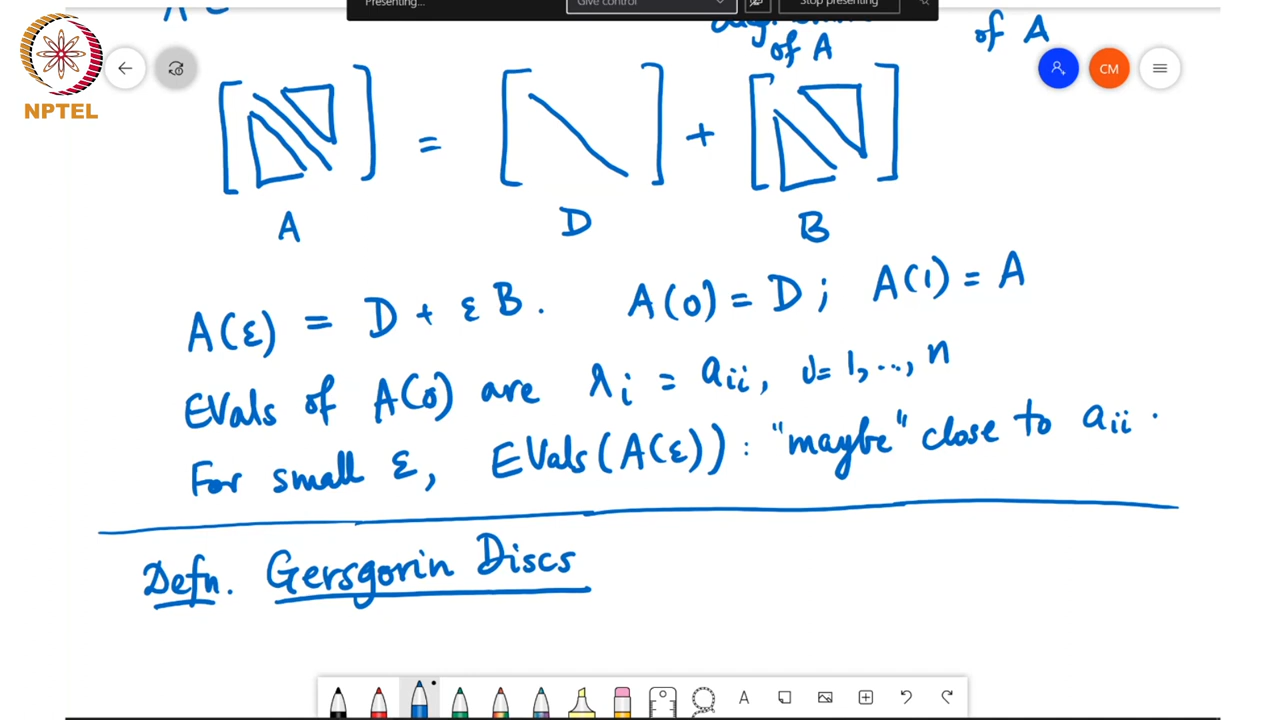 Presenting...
Give control
Stop presenting
of A
of A
NPTEL
CM
[ ] = [ ] + [ ]
A D B
A(ε) = D + ε B. A(0) = D ; A(1) = A
EVals of A(0) are λi = aii, i= 1, ..., n
For small ε, EVals(A(ε)) : "maybe" close to aii .
Defn. Gersgorin Discs
A